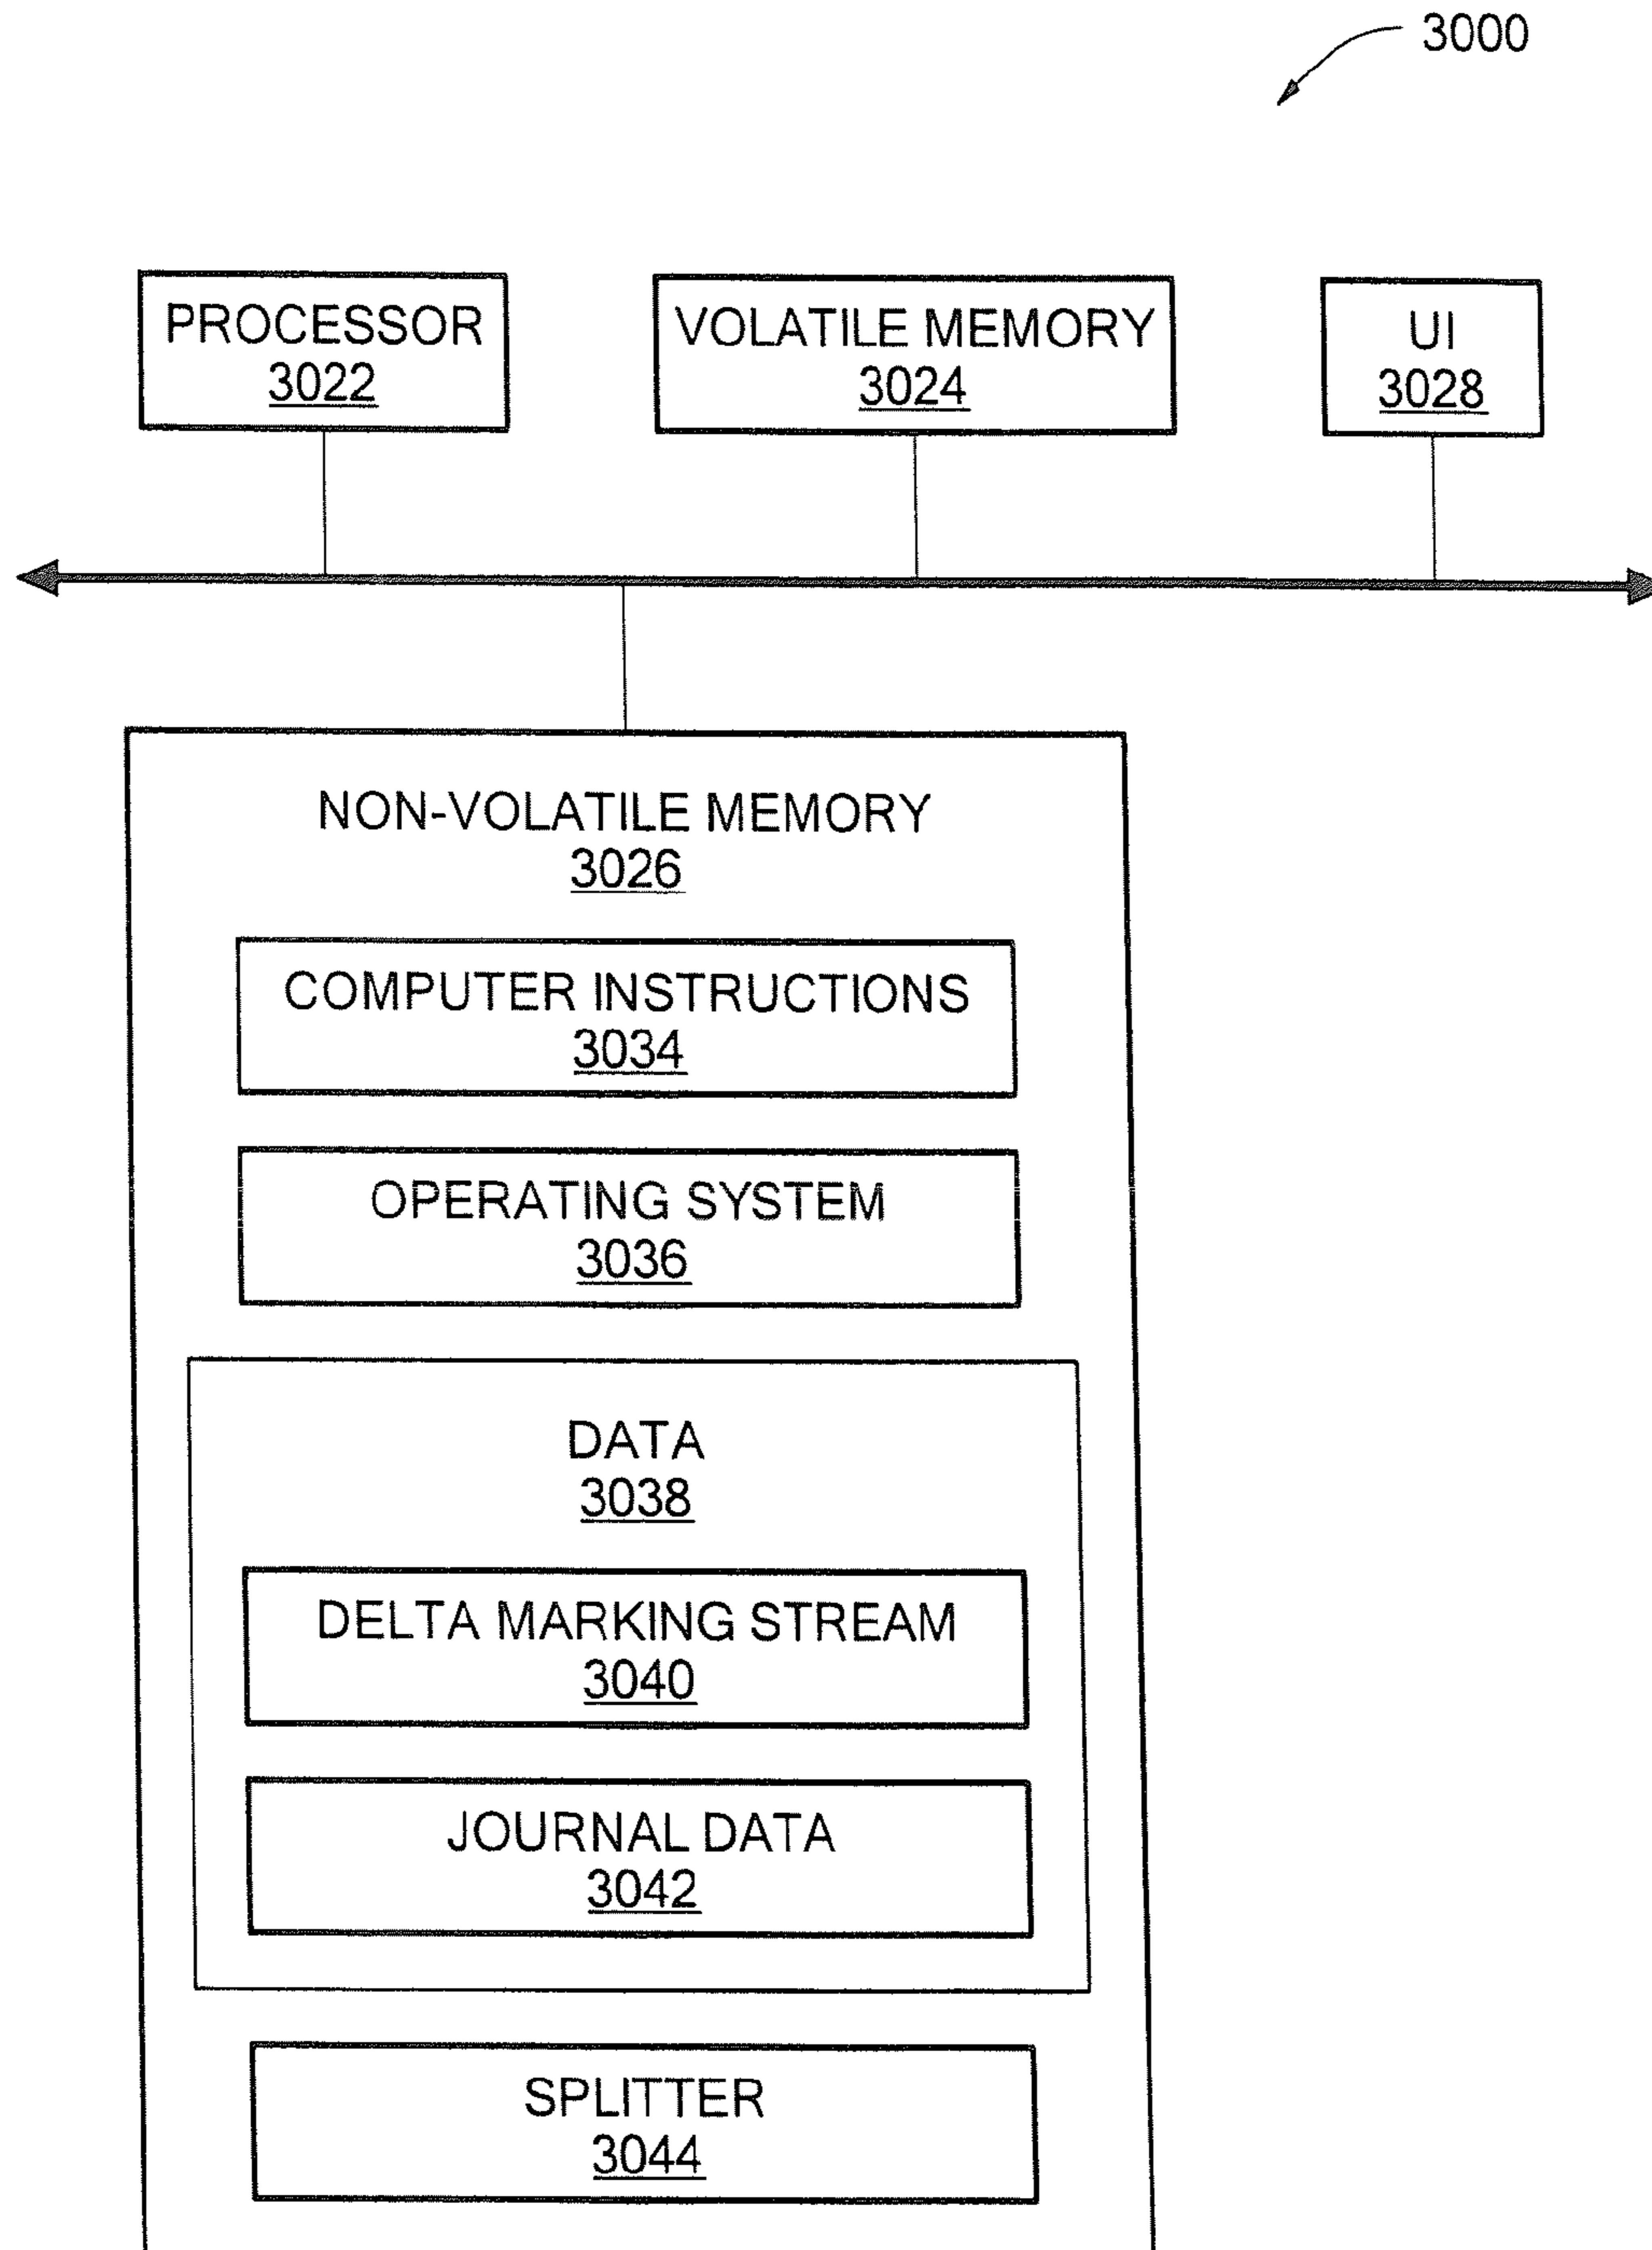 3000
PROCESSOR
3022
VOLATILE MEMORY
3024
UI
3028
NON-VOLATILE MEMORY
3026
COMPUTER INSTRUCTIONS
3034
OPERATING SYSTEM
3036
DATA
3038
DELTA MARKING STREAM
3040
JOURNAL DATA
3042
SPLITTER
3044